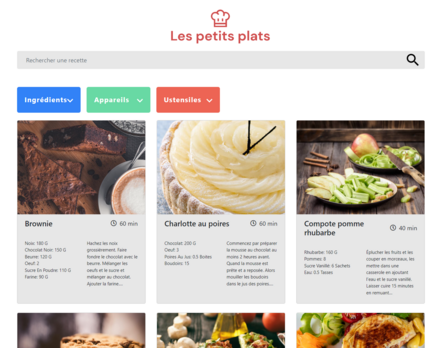 Les petits plats
Rechercher une recette
Ingrédients
Appareils
Ustensiles
Brownie
60 min
Noix: 180 G
Chocolat Noir: 150 G
Beurre: 120 G
Oeuf: 2
Sucre En Poudre: 110 G
Farine: 90 G
Hachez les noix
grossièrement. Faire
fondre le chocolat avec le
beurre. Mélanger les
oeufs et le sucre et
mélanger au chocolat.
Ajouter la farine...
Charlotte au poires
60 min
Chocolat: 200 G
Oeuf: 3
Poires Au Jus: 0.5 Boites
Boudoirs: 15
Commencez par préparer
la mousse au chocolat au
moins 2 heures avant.
Quand la mousse est
prête et a reposée. Alors
mouiller les boudoirs
dans le jus des poires...
Compote pomme
rhubarbe
40 min
Rhubarbe: 160 G
Pommes: 8
Sucre Vanillé: 6 Sachets
Eau: 0.5 Tasses
Éplucher les fruits et les
couper en morceaux, les
mettre dans une
casserole en ajoutant
l'eau et le sucre vanillé.
Laisser cuire 15 minutes
en remuant...